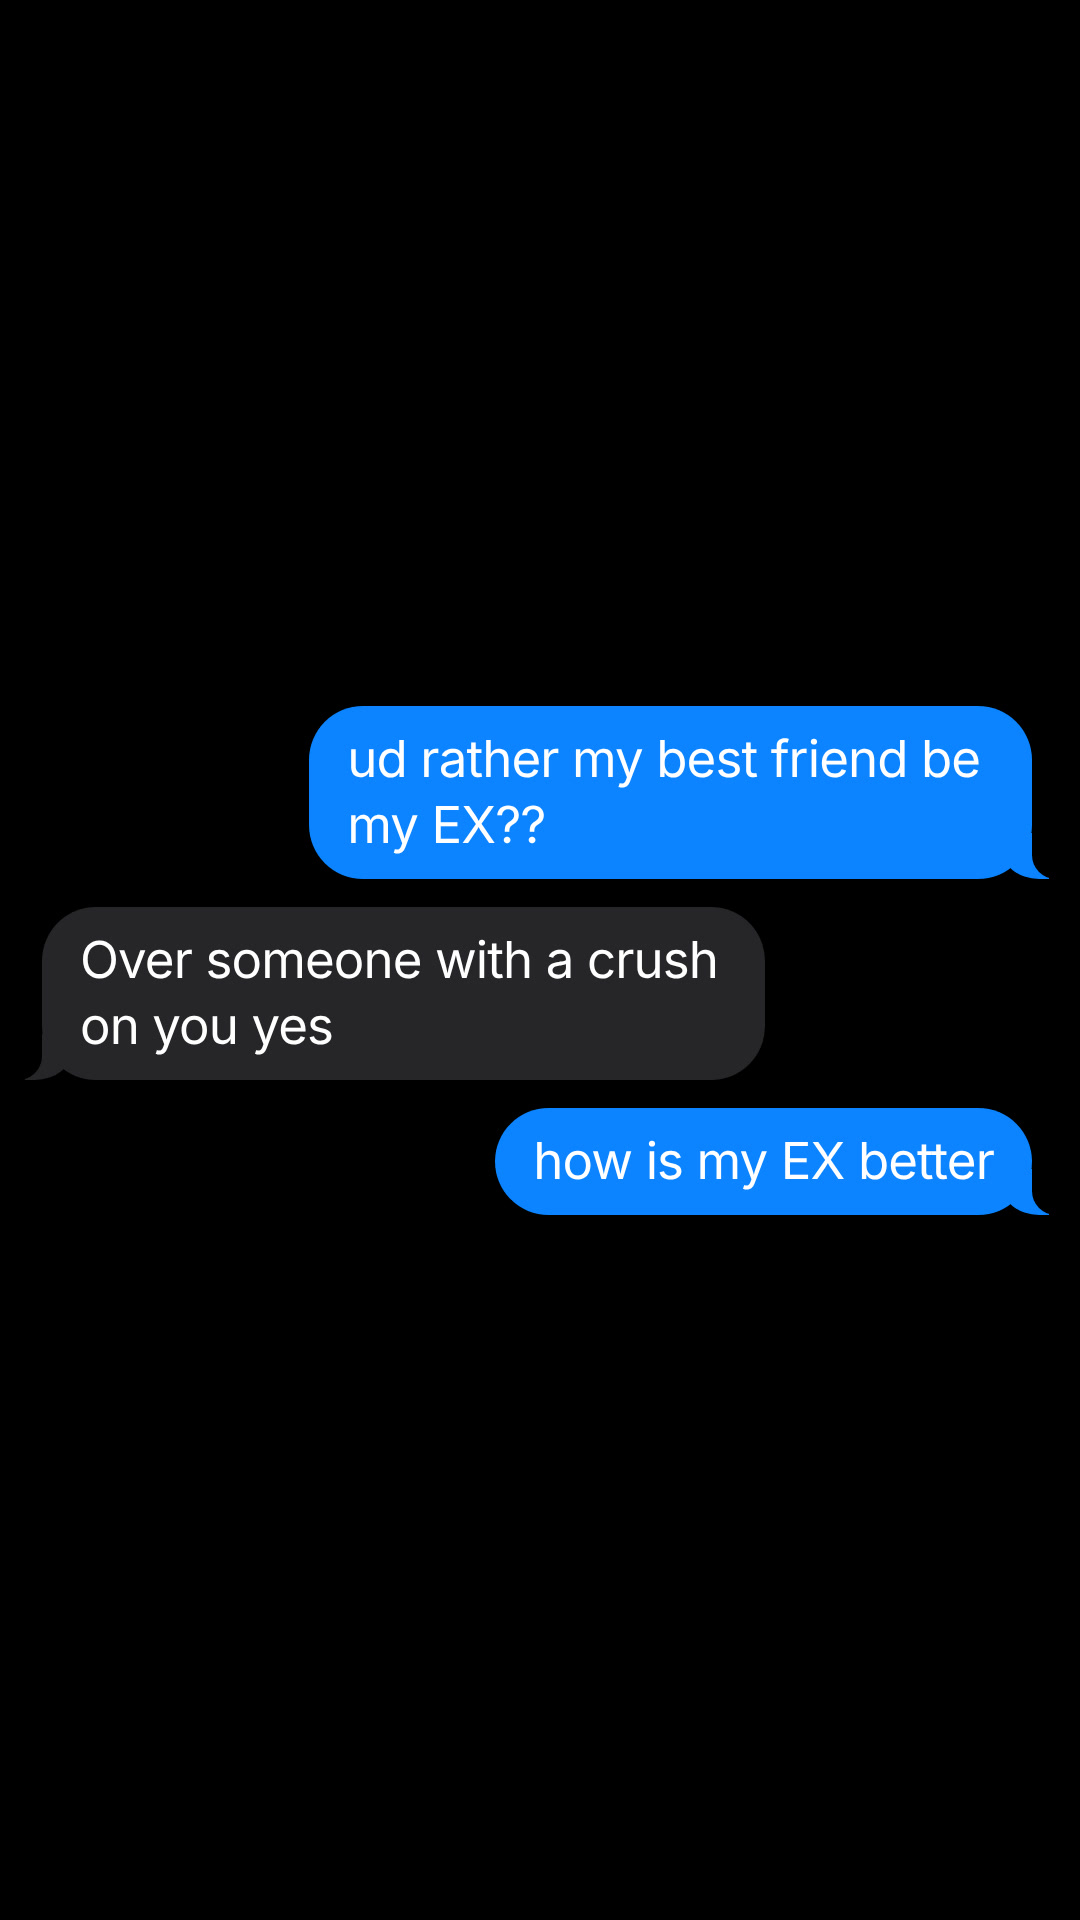 ud rather my best friend be
my EX??
Over someone with a crush
on you yes
how is my EX better